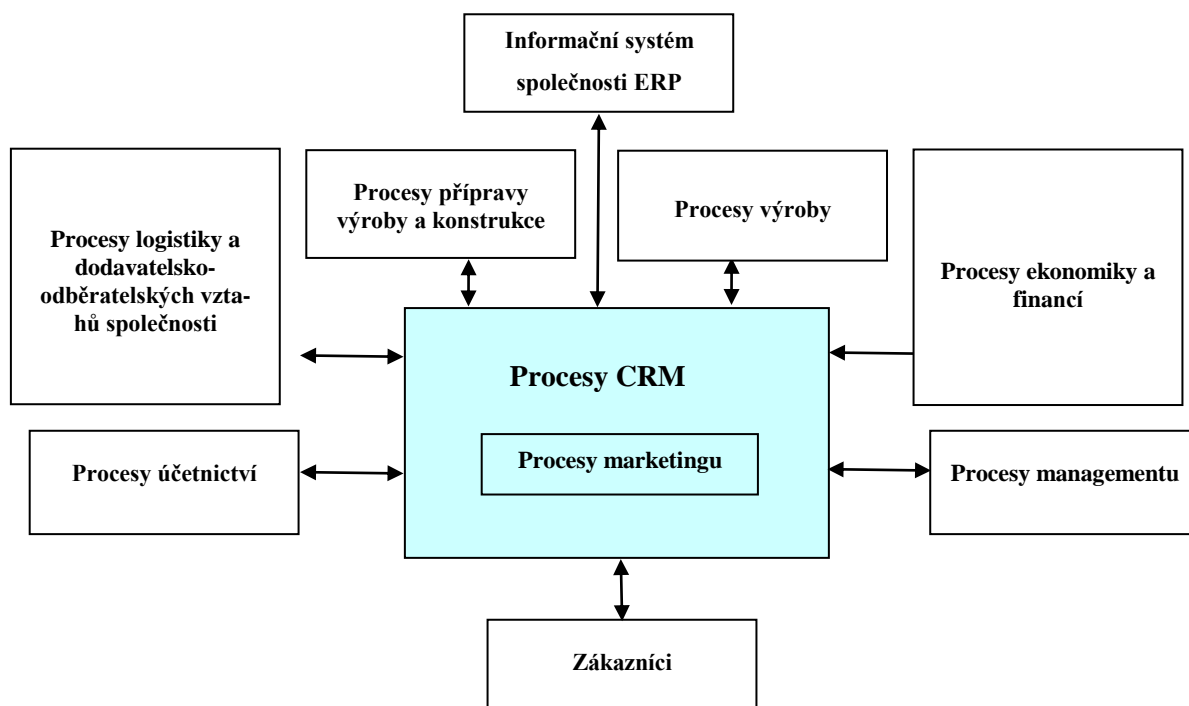 Informační systém
společnosti ERP
Procesy přípravy
výroby a konstrukce
Procesy výroby
Procesy logistiky a
dodavatelsko-
odběratelských vzta-
hů společnosti
Procesy ekonomiky a
financí
Procesy CRM
Procesy marketingu
Procesy účetnictví
Procesy managementu
Zákazníci